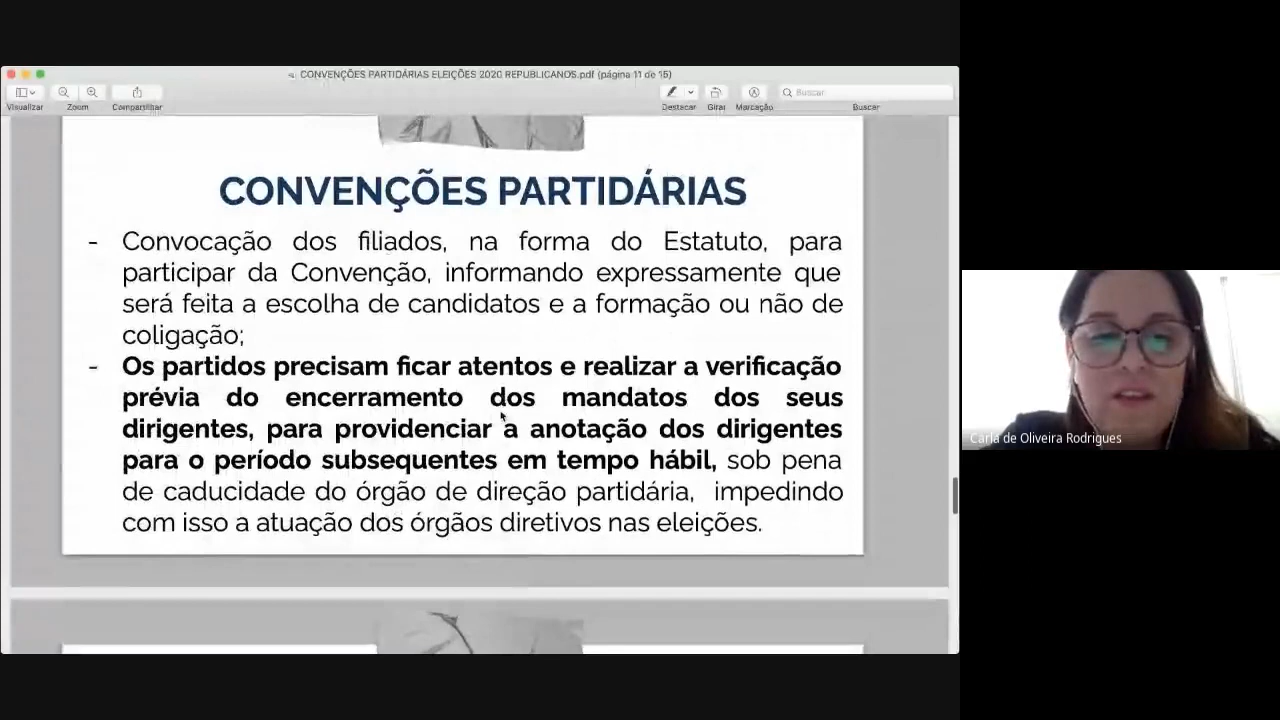 CONVENÇÕES PARTIDÁRIAS ELEIÇÕES 2020 REPUBLICANOS.pdf (página 11 de 15)
Visualizar
Zoom
Compartilhar
Destacar
Girar
Marcação
Buscar
Buscar
CONVENÇÕES PARTIDÁRIAS
- Convocação dos filiados, na forma do Estatuto, para
participar da Convenção, informando expressamente que
será feita a escolha de candidatos e a formação ou não de
coligação;
- Os partidos precisam ficar atentos e realizar a verificação
prévia do encerramento dos mandatos dos seus
dirigentes, para providenciar a anotação dos dirigentes
para o período subsequentes em tempo hábil, sob pena
de caducidade do órgão de direção partidária, impedindo
com isso a atuação dos órgãos diretivos nas eleições.
Carla de Oliveira Rodrigues